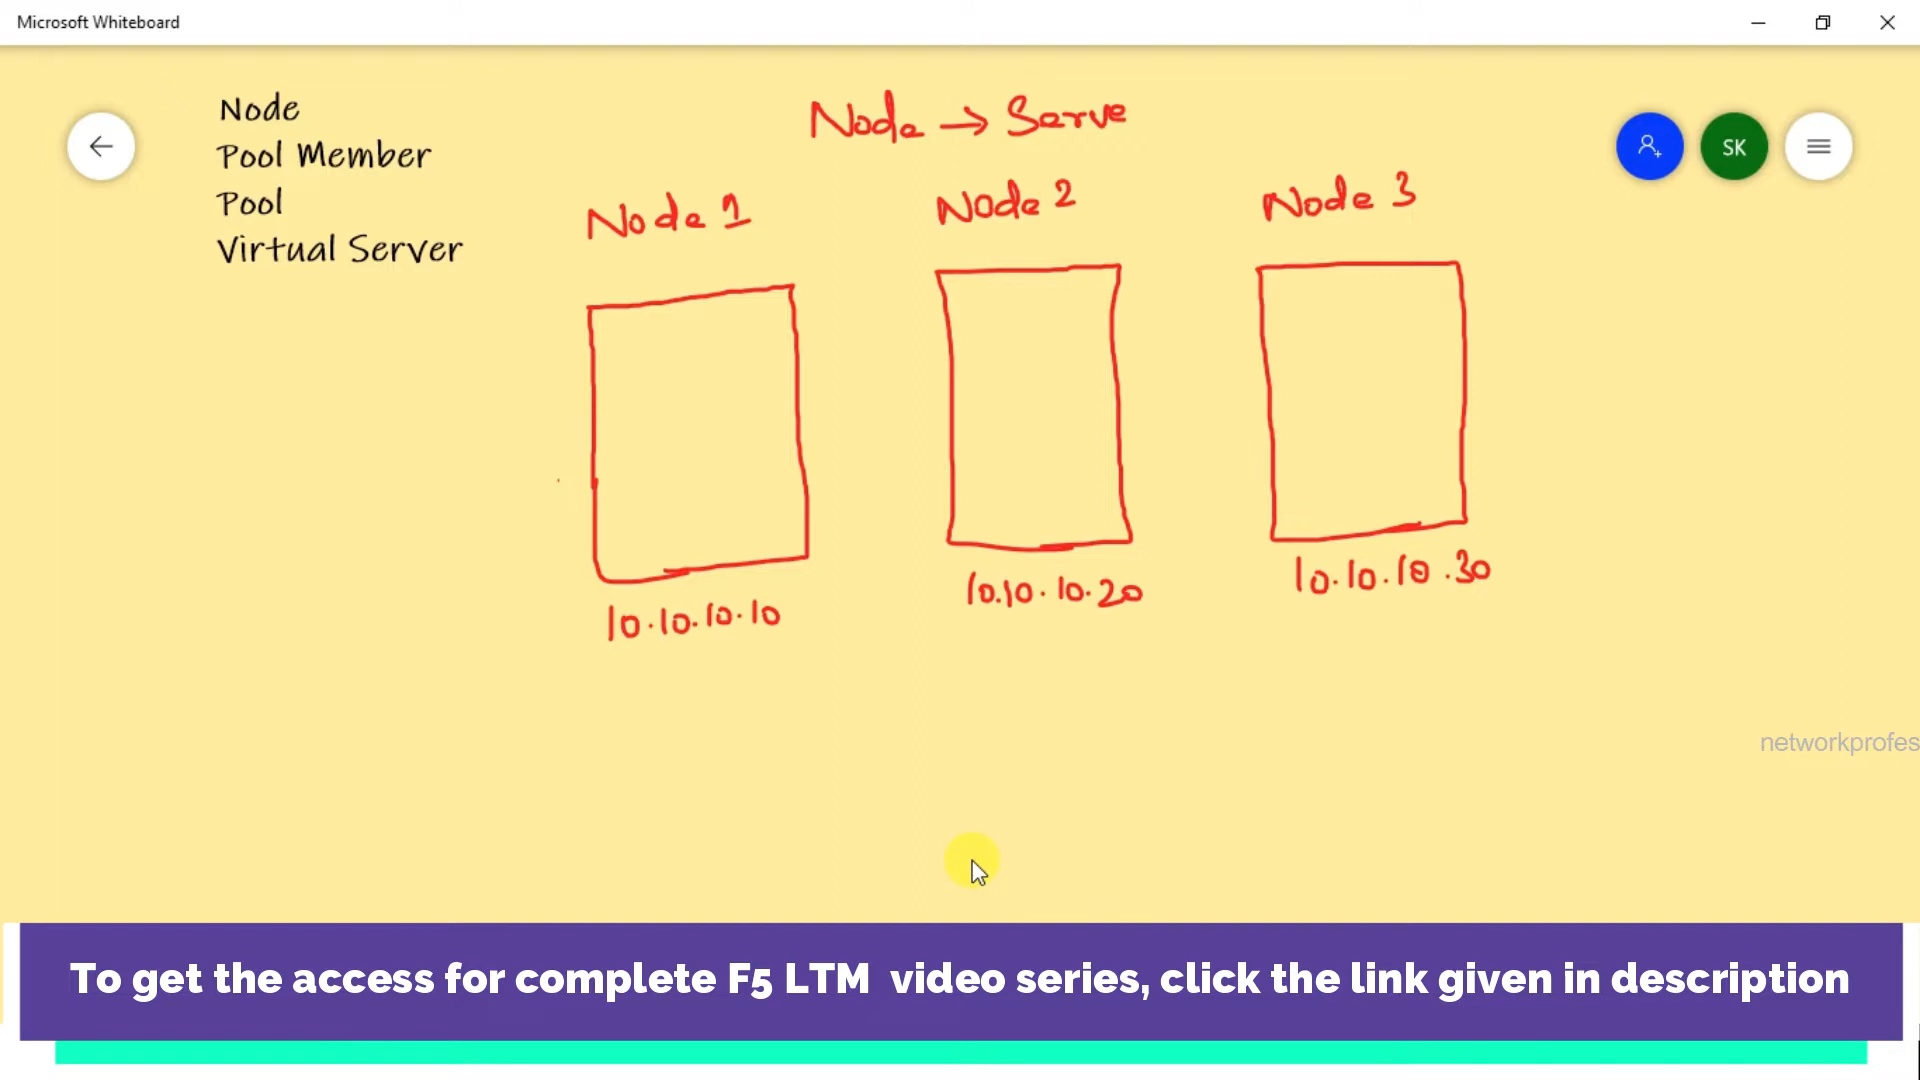 Microsoft Whiteboard
Node
Pool Member
Pool
Virtual Server
Node → Serve
SK
Node 1
Node 2
Node 3
10.10.10.10
10.10.10.20
10.10.10.30
networkprofes
To get the access for complete F5 LTM video series, click the link given in description